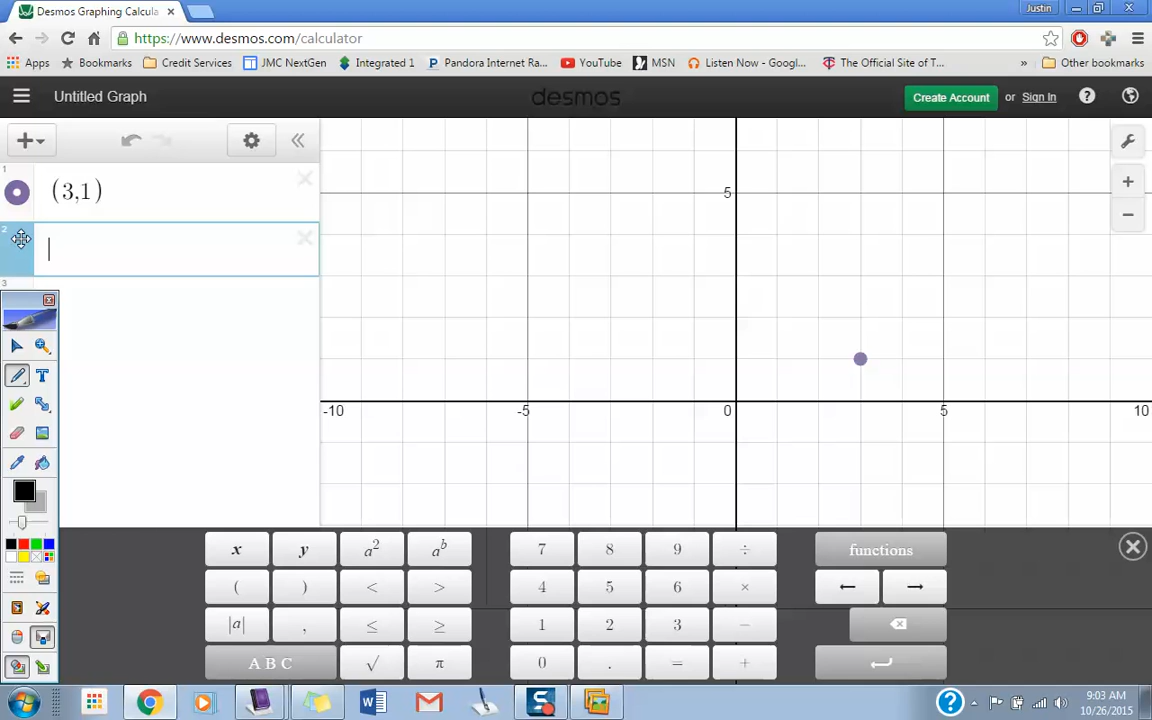 Desmos Graphing Calcula
Justin
https://www.desmos.com/calculator
Apps Bookmarks Credit Services JMC NextGen Integrated 1 Pandora Internet Ra... YouTube MSN Listen Now - Googl... The Official Site of T... » Other bookmarks
Untitled Graph desmos Create Account or Sign In ?
1
(3,1)
2
3
5
-10 -5 0 5 10
x y a² aᵇ 7 8 9 ÷ functions
( ) < > 4 5 6 × ← →
|a| , ≤ ≥ 1 2 3 −
A B C √ π 0 . = +
T
9:03 AM
10/26/2015